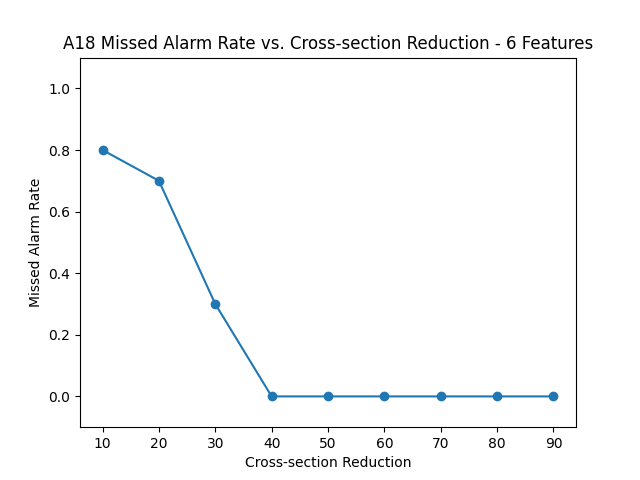 A18 Missed Alarm Rate vs. Cross-section Reduction - 6 Features
1.0
0.8
0.6
0.4
0.2
0.0
Missed Alarm Rate
10 20 30 40 50 60 70 80 90
Cross-section Reduction